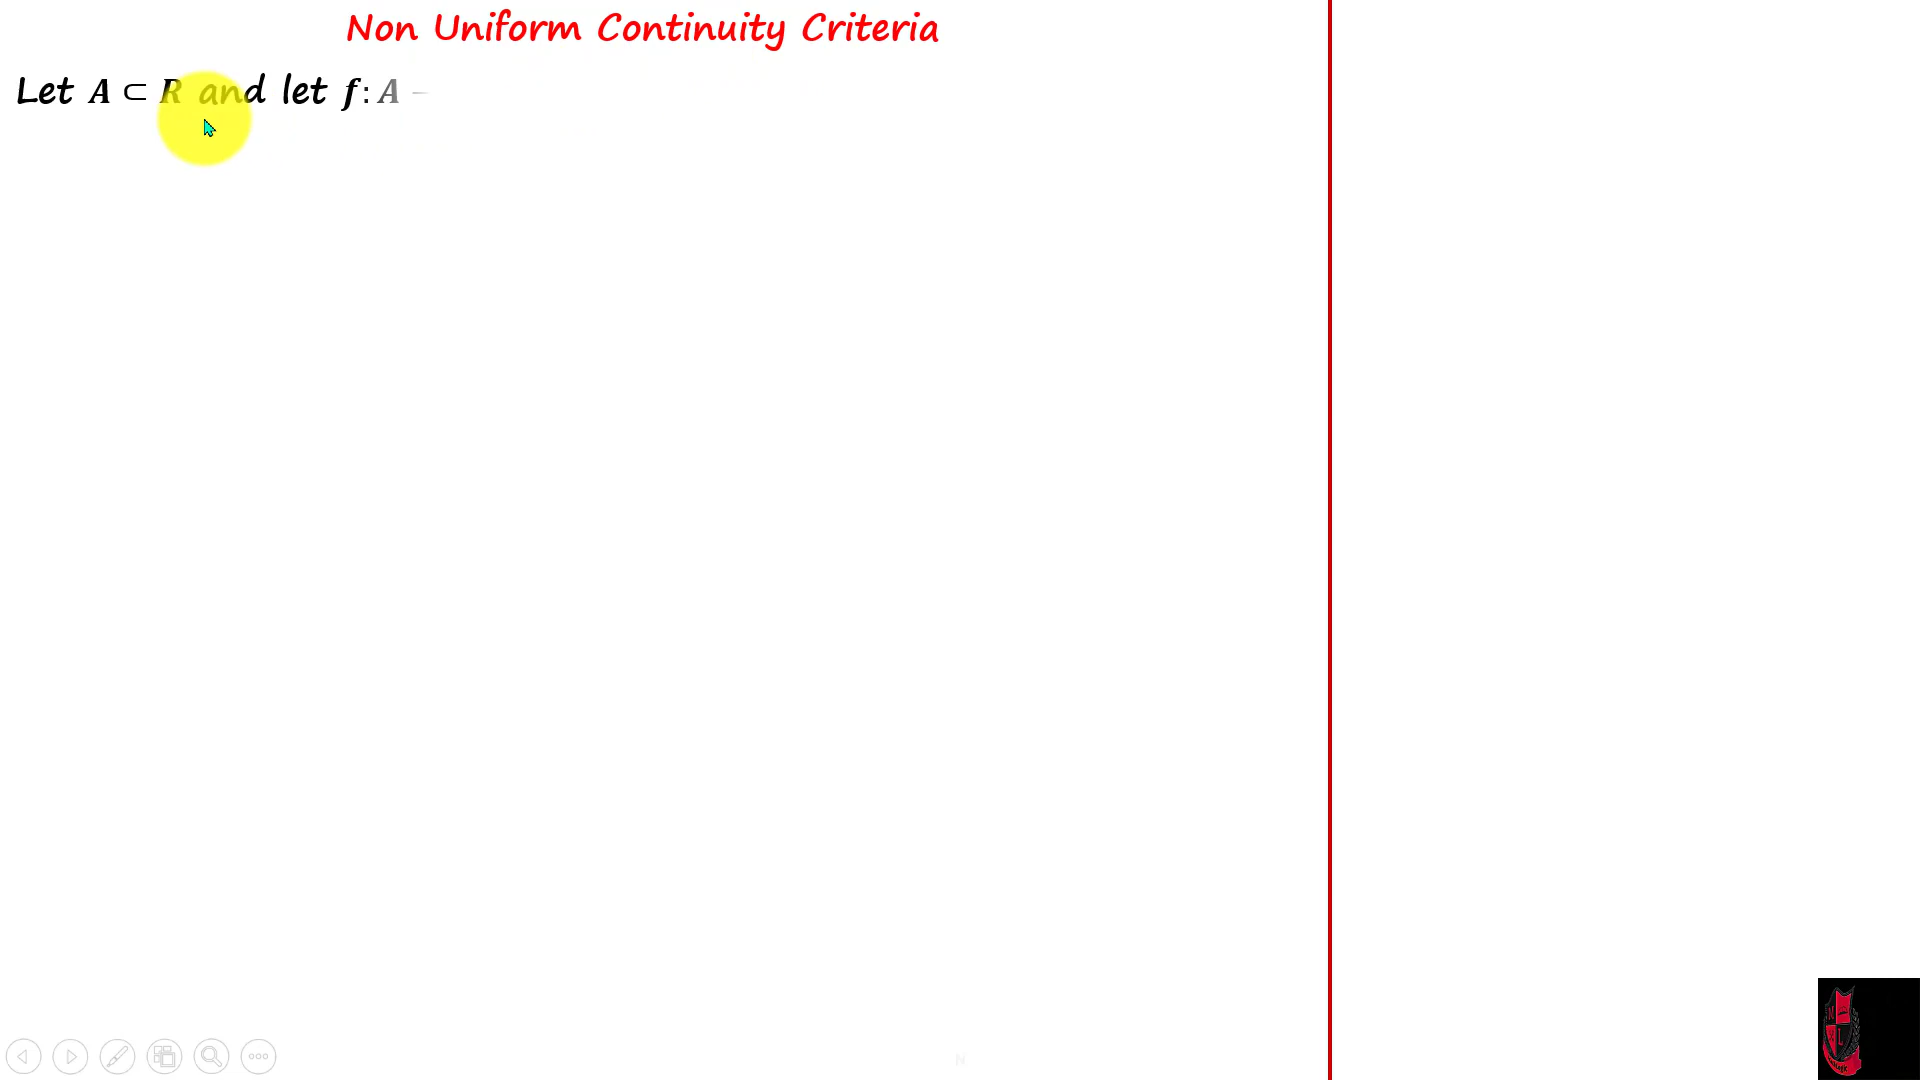 Non Uniform Continuity Criteria
Let A ⊂ R and let f: A –
N